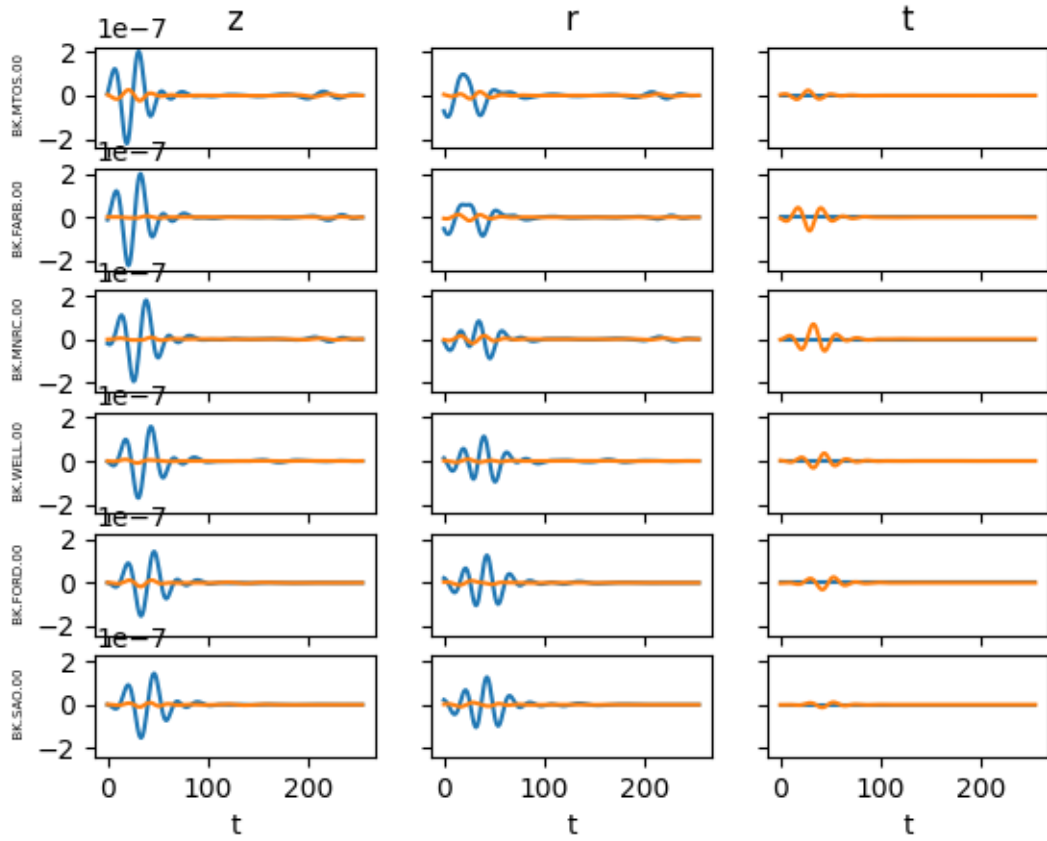 z r t
1e−7
BK.MTOS.00 2 0 −2
1e−7
BK.FARB.00 2 0 −2
1e−7
BK.MNRC.00 2 0 −2
1e−7
BK.WELL.00 2 0 −2
1e−7
BK.FORD.00 2 0 −2
1e−7
BK.SAO.00 2 0 −2
0 100 200 0 100 200 0 100 200
t t t